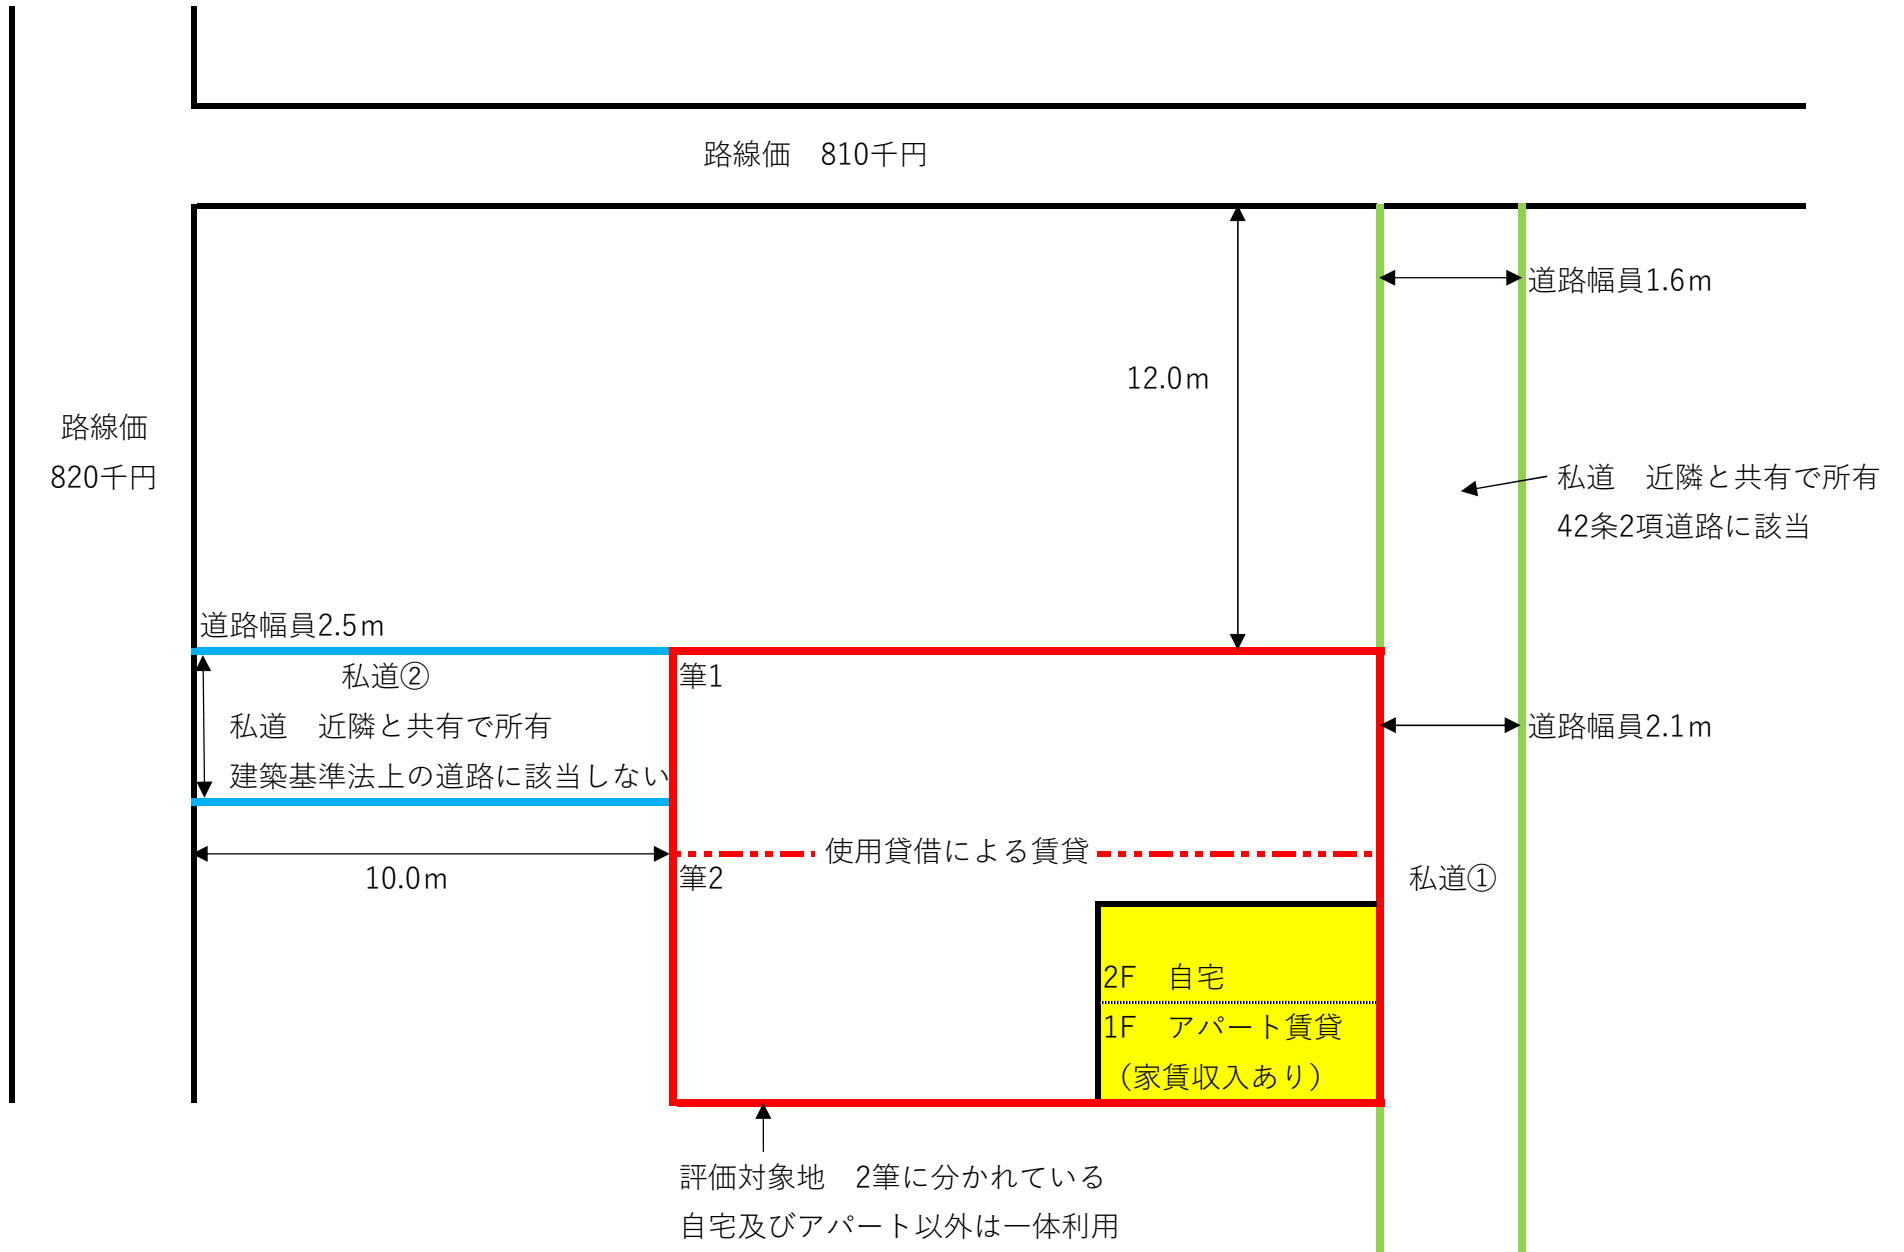 路線価　810千円
道路幅員1.6m
12.0m
路線価
820千円
私道　近隣と共有で所有
42条2項道路に該当
道路幅員2.5m
私道②
私道　近隣と共有で所有
建築基準法上の道路に該当しない
筆1
道路幅員2.1m
使用貸借による賃貸
10.0m
筆2
私道①
2F　自宅
1F　アパート賃貸
（家賃収入あり）
評価対象地　2筆に分かれている
自宅及びアパート以外は一体利用